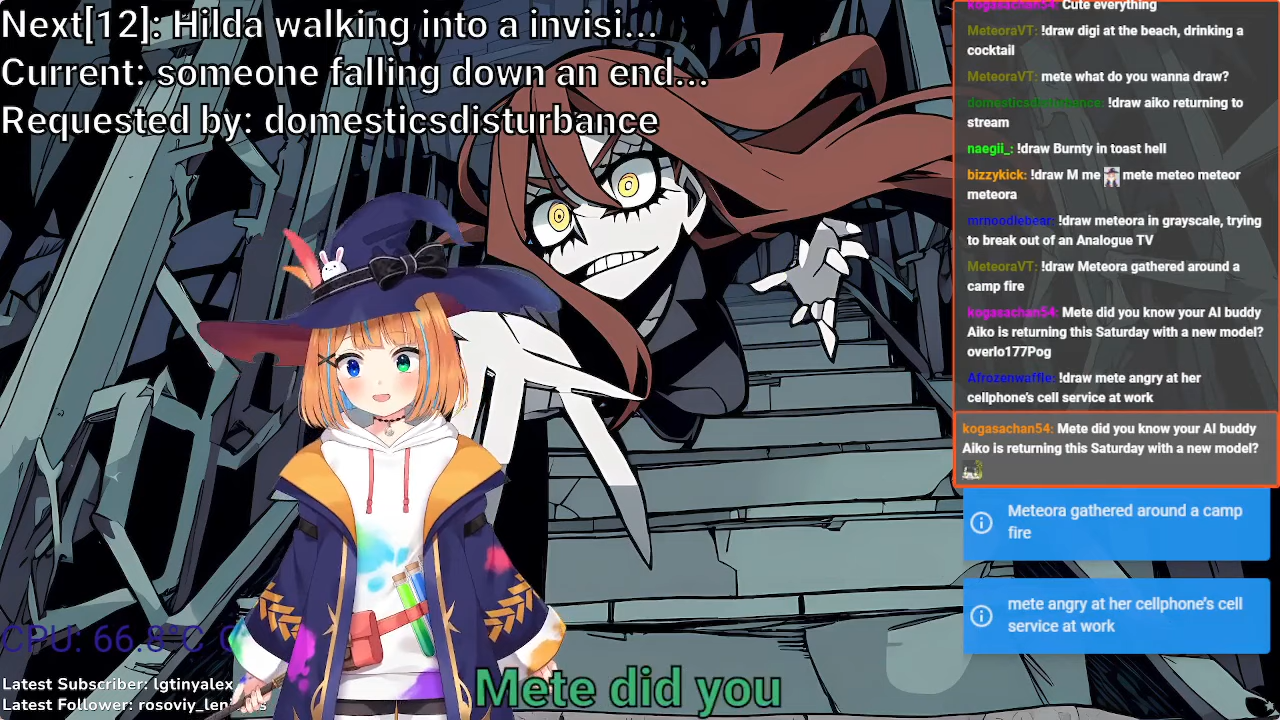 Next[12]: Hilda walking into a invisi...
Current: someone falling down an end...
Requested by: domesticsdisturbance
kogasachan54: Cute everything
MeteoraVT: !draw digi at the beach, drinking a
cocktail
MeteoraVT: mete what do you wanna draw?
domesticsdisturbance: !draw aiko returning to
stream
naegii_: !draw Burnty in toast hell
bizzykick: !draw M me mete meteo meteor
meteora
mrnoodlebear: !draw meteora in grayscale, trying
to break out of an Analogue TV
MeteoraVT: !draw Meteora gathered around a
camp fire
kogasachan54: Mete did you know your AI buddy
Aiko is returning this Saturday with a new model?
overlo177Pog
Afrozenwaffle: !draw mete angry at her
cellphone's cell service at work
kogasachan54: Mete did you know your AI buddy
Aiko is returning this Saturday with a new model?
Meteora gathered around a camp
fire
mete angry at her cellphone's cell
service at work
CPU: 66.8°C
Latest Subscriber: lgtinyalex
Latest Follower:
Mete did you